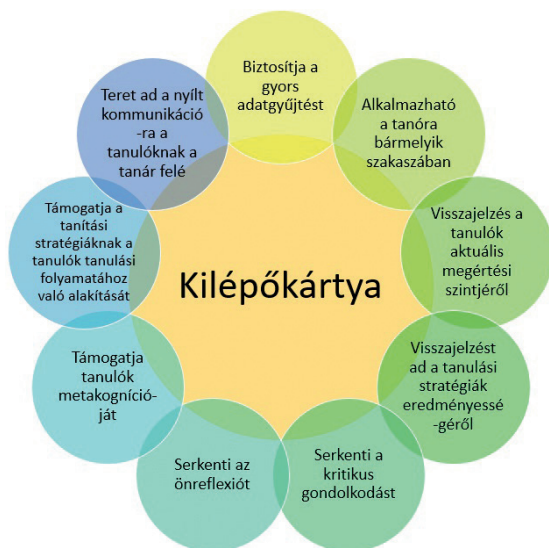 Kilépőkártya
Biztosítja a
gyors
adatgyűjtést
Alkalmazható
a tanóra
bármelyik
szakaszában
Visszajelzés a
tanulók
aktuális
megértési
szintjéről
Visszajelzést
ad a tanulási
stratégiák
eredményessé
-géről
Serkenti a
kritikus
gondolkodást
Serkenti az
önreflexiót
Támogatja
tanulók
metakogníció-
ját
Támogatja a
tanítási
stratégiáknak a
tanulók tanulási
folyamatához
való alakítását
Teret ad a nyílt
kommunikáció
-ra a
tanulóknak a
tanár felé